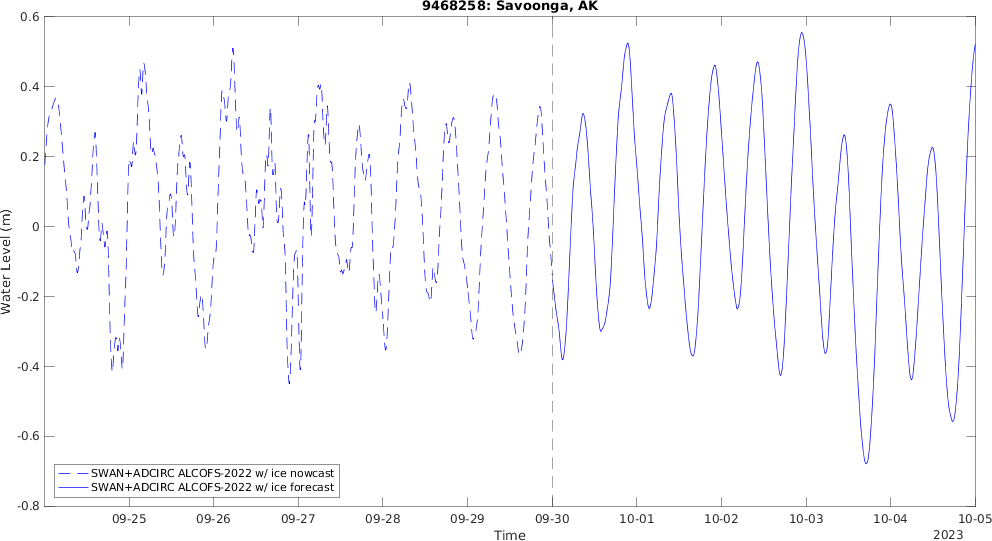 9468258: Savoonga, AK
0.6
0.4
0.2
0
-0.2
-0.4
-0.6
-0.8
Water Level (m)
SWAN+ADCIRC ALCOFS-2022 w/ ice nowcast
SWAN+ADCIRC ALCOFS-2022 w/ ice forecast
09-25 09-26 09-27 09-28 09-29 09-30 10-01 10-02 10-03 10-04 10-05
Time
2023